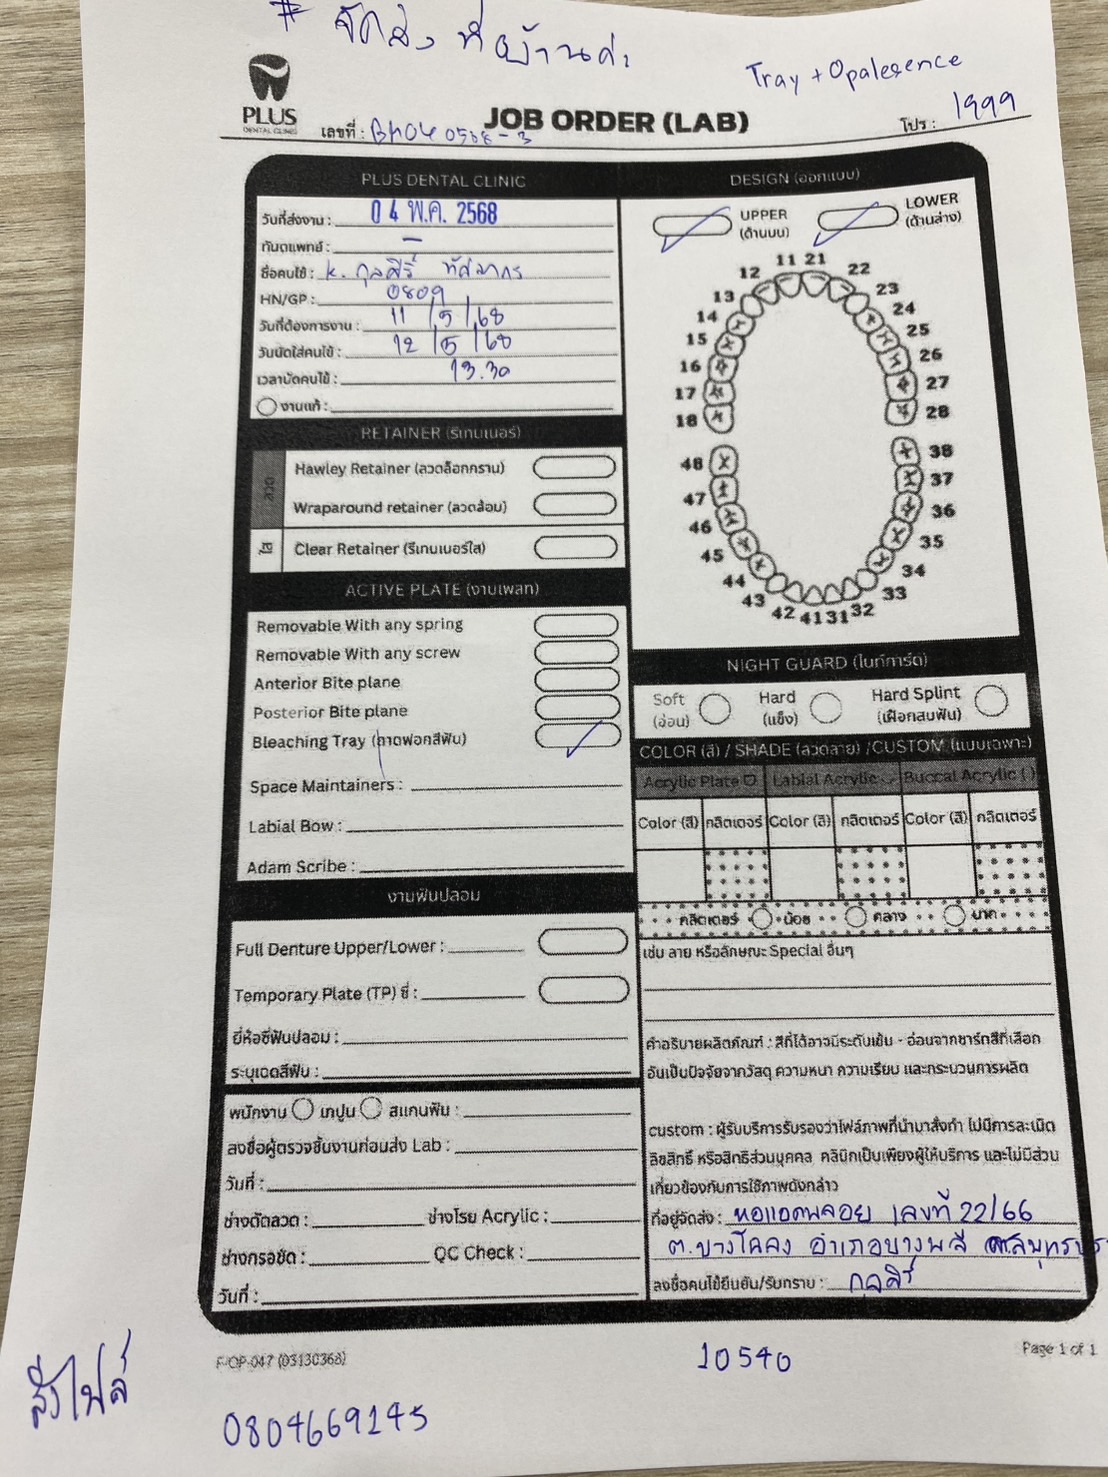 # จัดส่ง ที่บ้านค่ะ
Tray + Opalesence
PLUS
DENTAL CLINIC
เลขที่ :
JOB ORDER (LAB)
โปร : 1999
PLUS DENTAL CLINIC
วันที่ส่งงาน : 04 พ.ค. 2568
ทันตแพทย์ : –
ชื่อคนไข้ : k. กุลสิริ
HN/GP : 0809
วันที่ต้องการงาน : 11 / 5 / 68
วันนัดใส่คนไข้ : 12 / 5 / 68
เวลานัดคนไข้ : 13.30
งานแก้ :
RETAINER (รีเทนเนอร์)
ลวด
Hawley Retainer (ลวดล็อกกราม)
Wraparound retainer (ลวดล้อม)
ใส
Clear Retainer (รีเทนเนอร์ใส)
ACTIVE PLATE (งานเพลท)
Removable With any spring
Removable With any screw
Anterior Bite plane
Posterior Bite plane
Bleaching Tray (ถาดฟอกสีฟัน)
Space Maintainers :
Labial Bow :
Adam Scribe :
งานฟันปลอม
Full Denture Upper/Lower :
Temporary Plate (TP) ซี่ :
ยี่ห้อซี่ฟันปลอม :
ระบุเฉดสีฟัน :
พนักงาน เทปูน สแกนฟัน :
ลงชื่อผู้ตรวจชิ้นงานก่อนส่ง Lab :
วันที่ :
ช่างดัดลวด : ช่างโรย Acrylic :
ช่างกรอขัด : QC Check :
วันที่ :
DESIGN (ออกแบบ)
UPPER
(ด้านบน)
LOWER
(ด้านล่าง)
11 21
12 22
13 23
14 24
15 25
16 26
17 27
18 28
48 38
47 37
46 36
45 35
44 34
43 33
42 41 31 32
NIGHT GUARD (ไนท์การ์ด)
Soft
(อ่อน)
Hard
(แข็ง)
Hard Splint
(เฝือกสบฟัน)
COLOR (สี) / SHADE (ลวดลาย) /CUSTOM (แบบเฉพาะ)
Acrylic Plate Labial Acrylic Buccal Acrylic ( )
Color (สี) กลิตเตอร์ Color (สี) กลิตเตอร์ Color (สี) กลิตเตอร์
กลิตเตอร์ น้อย กลาง มาก
เช่น ลาย หรือลักษณะ Special อื่นๆ
คำอธิบายผลิตภัณฑ์ : สีที่ได้อาจมีระดับเข้ม - อ่อนจากชาร์ทสีที่เลือก
อันเป็นปัจจัยจากวัสดุ ความหนา ความเรียบ และกระบวนการผลิต
custom : ผู้รับบริการรับรองว่าไฟล์ภาพที่นำมาสั่งทำ ไม่มีการละเมิด
ลิขสิทธิ์ หรือสิทธิส่วนบุคคล คลินิกเป็นเพียงผู้ให้บริการ และไม่มีส่วน
เกี่ยวข้องกับการใช้ภาพดังกล่าว
ที่อยู่จัดส่ง : หอแอดพลอย เลขที่ 22/66
ต.บางโฉลง อำเภอบางพลี
ลงชื่อคนไข้ยืนยัน/รับทราบ : กุลสิริ
F-OP-047 (03130368)
Page 1 of 1
10540
สั่งไฟล์
0804669145